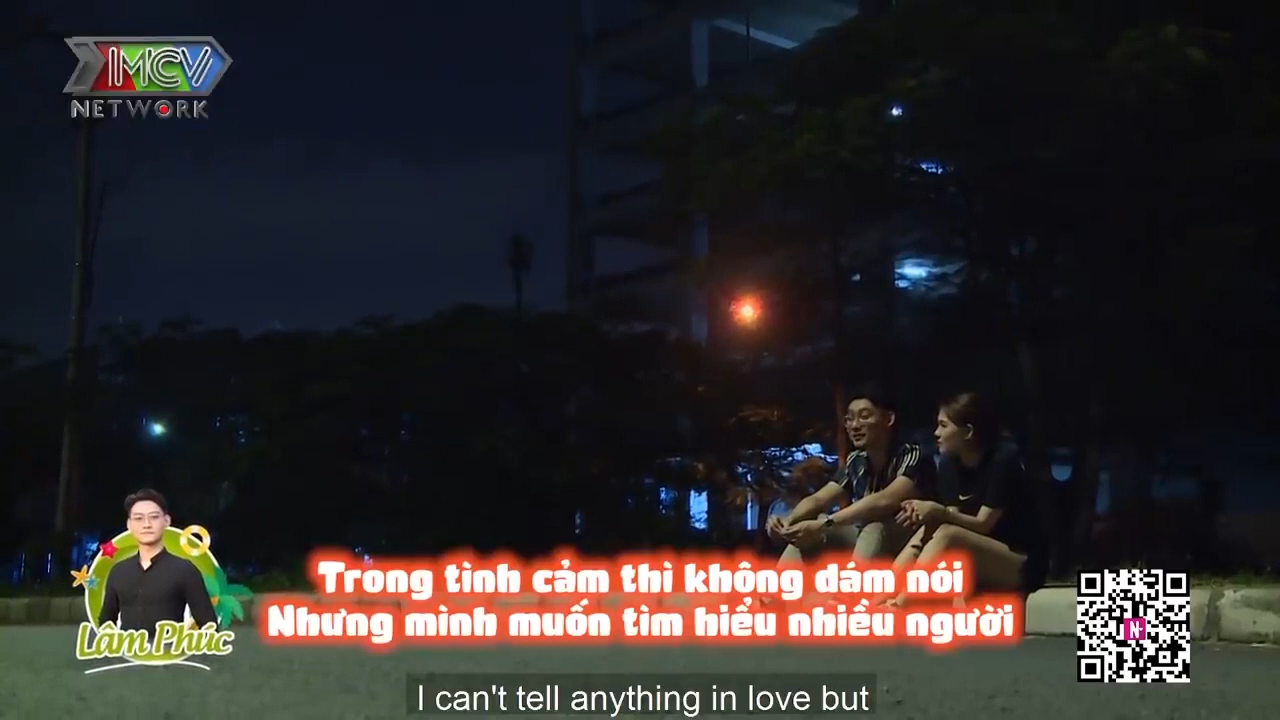 MCV
NETWORK
Trong tình cảm thì không dám nói
Nhưng mình muốn tìm hiểu nhiều người
Lâm Phúc
N
I can't tell anything in love but